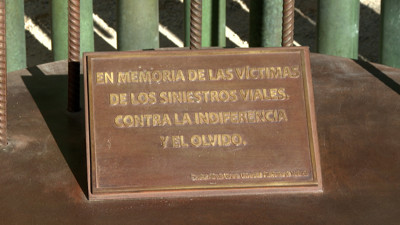 EN MEMORIA DE LAS VÍCTIMAS
DE LOS SINIESTROS VIALES.
CONTRA LA INDIFERENCIA
Y EL OLVIDO.